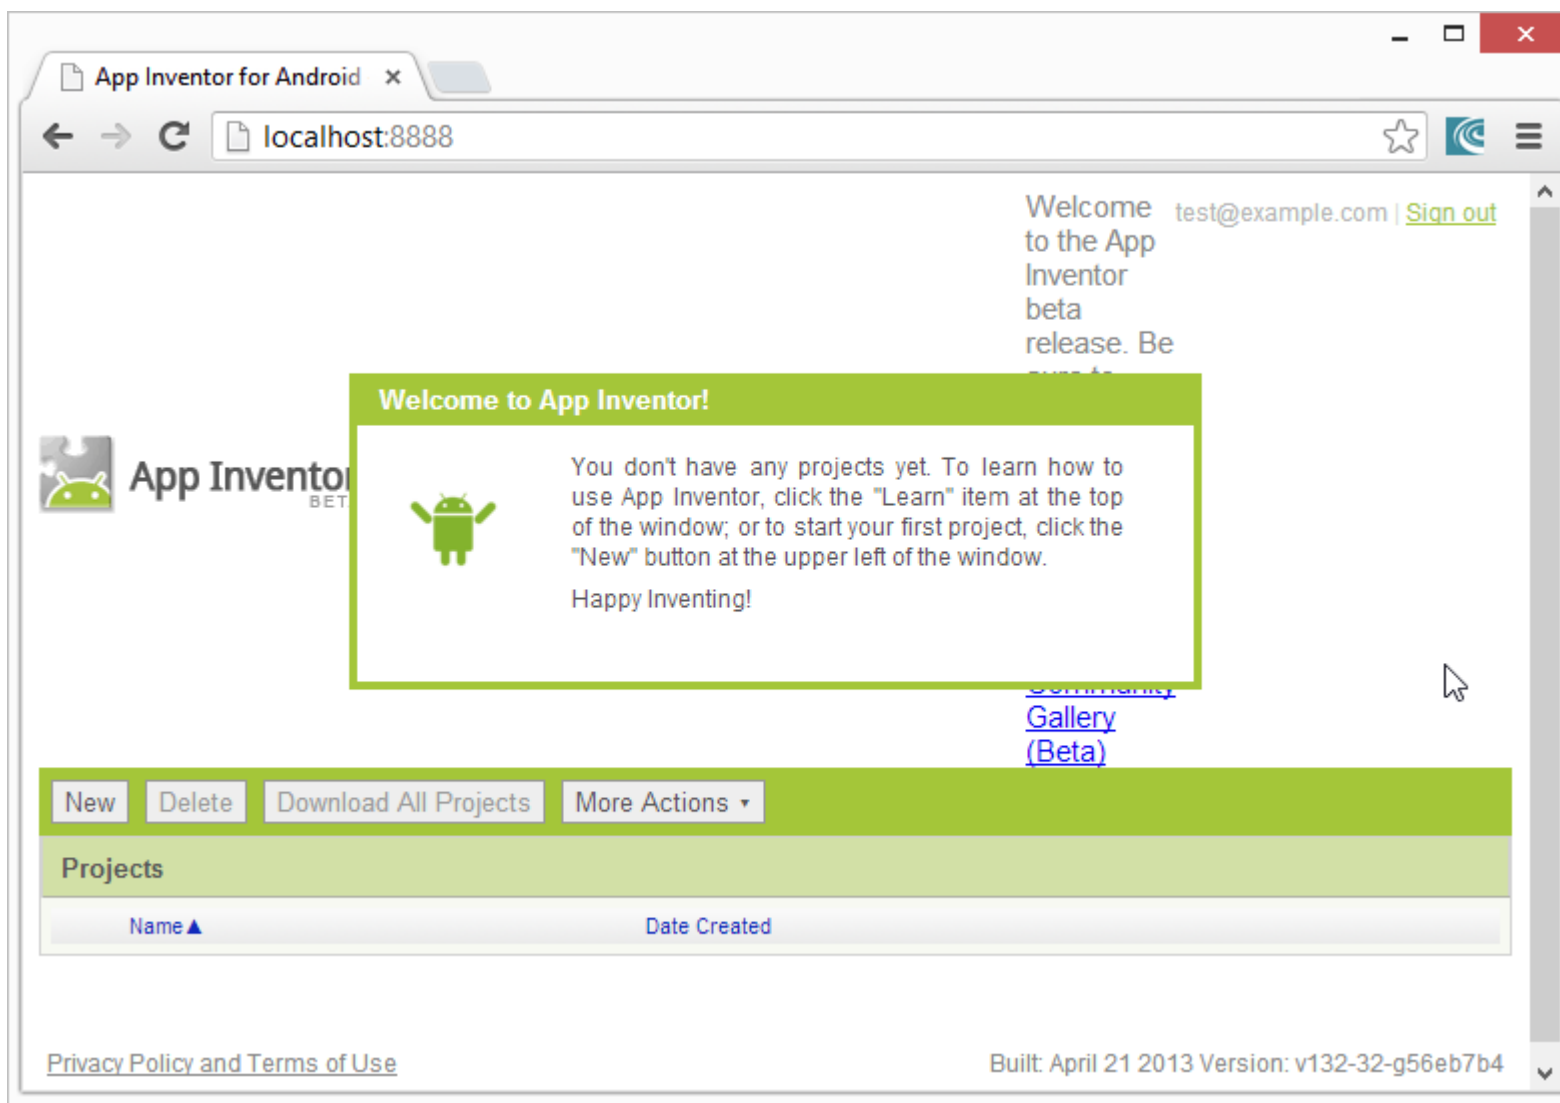 App Inventor for Android
localhost:8888
Welcome
to the App
Inventor
beta
release. Be
test@example.com | Sign out
Welcome to App Inventor!
App Inventor
You don't have any projects yet. To learn how to
use App Inventor, click the "Learn" item at the top
of the window; or to start your first project, click the
"New" button at the upper left of the window.
Happy Inventing!
Community
Gallery
(Beta)
New Delete Download All Projects More Actions
Projects
Name▲ Date Created
Privacy Policy and Terms of Use
Built: April 21 2013 Version: v132-32-g56eb7b4